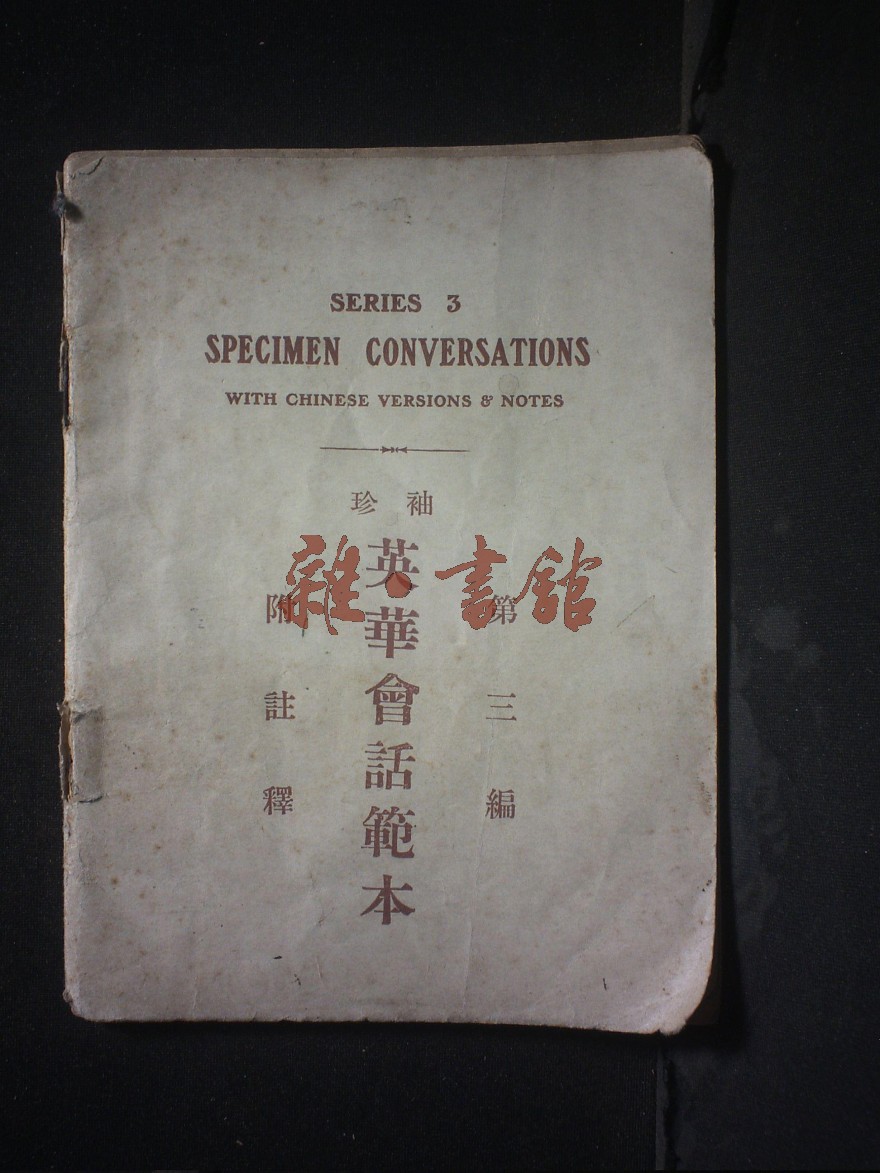 SERIES 3
SPECIMEN CONVERSATIONS
WITH CHINESE VERSIONS & NOTES
袖珍
第三編
英華會話範本
附註釋
雜·書館